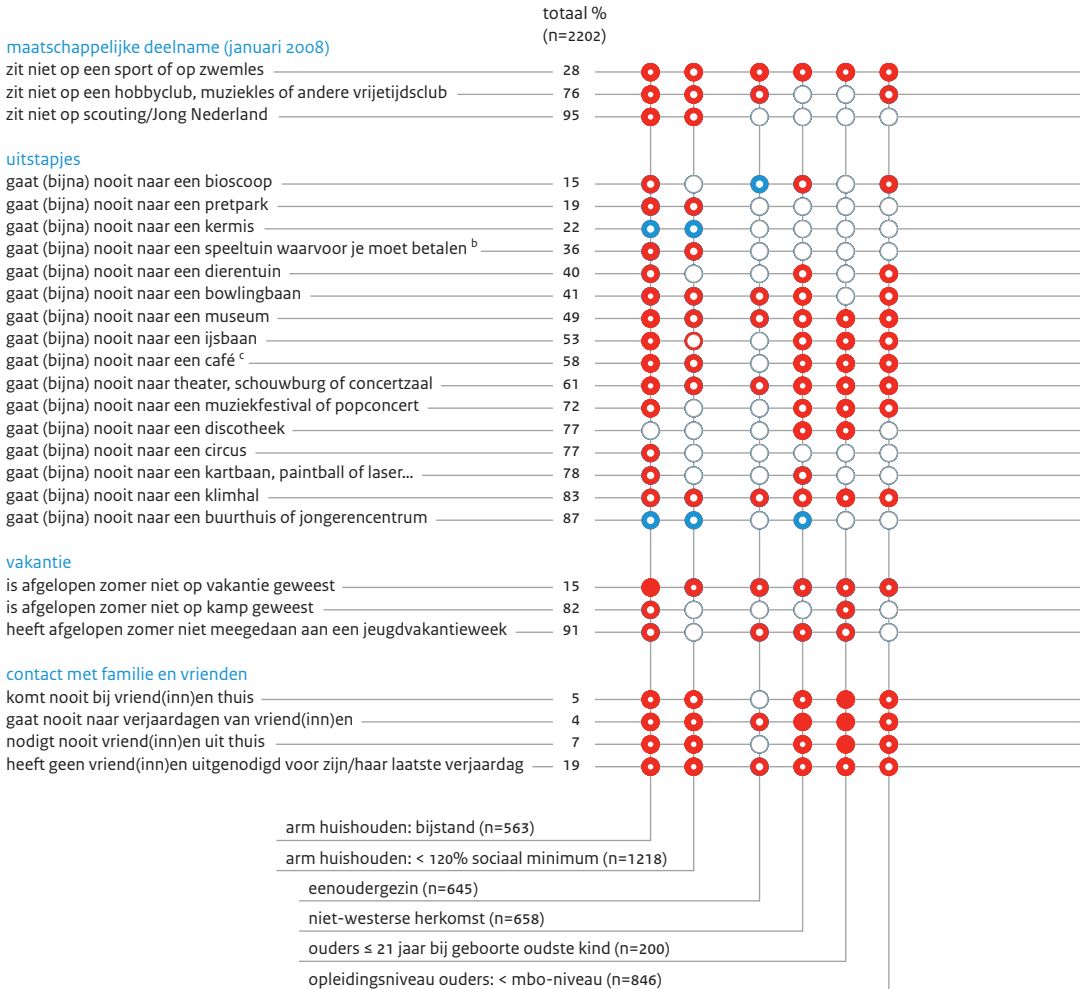 totaal %
(n=2202)
maatschappelijke deelname (januari 2008)
zit niet op een sport of op zwemles 28
zit niet op een hobbyclub, muziekles of andere vrijetijdsclub 76
zit niet op scouting/Jong Nederland 95
uitstapjes
gaat (bijna) nooit naar een bioscoop 15
gaat (bijna) nooit naar een pretpark 19
gaat (bijna) nooit naar een kermis 22
gaat (bijna) nooit naar een speeltuin waarvoor je moet betalen b 36
gaat (bijna) nooit naar een dierentuin 40
gaat (bijna) nooit naar een bowlingbaan 41
gaat (bijna) nooit naar een museum 49
gaat (bijna) nooit naar een ijsbaan 53
gaat (bijna) nooit naar een café c 58
gaat (bijna) nooit naar theater, schouwburg of concertzaal 61
gaat (bijna) nooit naar een muziekfestival of popconcert 72
gaat (bijna) nooit naar een discotheek 77
gaat (bijna) nooit naar een circus 77
gaat (bijna) nooit naar een kartbaan, paintball of laser... 78
gaat (bijna) nooit naar een klimhal 83
gaat (bijna) nooit naar een buurthuis of jongerencentrum 87
vakantie
is afgelopen zomer niet op vakantie geweest 15
is afgelopen zomer niet op kamp geweest 82
heeft afgelopen zomer niet meegedaan aan een jeugdvakantieweek 91
contact met familie en vrienden
komt nooit bij vriend(inn)en thuis 5
gaat nooit naar verjaardagen van vriend(inn)en 4
nodigt nooit vriend(inn)en uit thuis 7
heeft geen vriend(inn)en uitgenodigd voor zijn/haar laatste verjaardag 19
arm huishouden: bijstand (n=563)
arm huishouden: < 120% sociaal minimum (n=1218)
eenoudergezin (n=645)
niet-westerse herkomst (n=658)
ouders ≤ 21 jaar bij geboorte oudste kind (n=200)
opleidingsniveau ouders: < mbo-niveau (n=846)